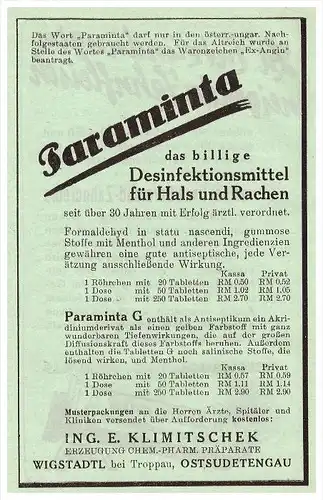 Das Wort „Paraminta" darf nur in den österr.-ungar. Nach-
folgestaaten gebraucht werden. Für das Altreich wurde an
Stelle des Wortes „Paraminta" das Warenzeichen „Ex-Angin"
beantragt.
Paraminta
das billige
Desinfektionsmittel
für Hals und Rachen
seit über 30 Jahren mit Erfolg ärztl. verordnet.
Formaldehyd in statu nascendi, gummose
Stoffe mit Menthol und anderen Ingredienzien
gewähren eine gute antiseptische, jede Ver-
ätzung ausschließende Wirkung.
Kassa Privat
1 Röhrchen mit 20 Tabletten RM 0.50 RM 0.52
1 Dose mit 50 Tabletten RM 1.02 RM 1.05
1 Dose mit 250 Tabletten RM 2.70 RM 2.70
Paraminta G enthält als Antiseptikum ein Akri-
diniumderivat als einen gelben Farbstoff mit ganz
wunderbaren Tiefenwirkungen, die auf der großen
Diffusionskraft dieses Farbstoffs beruhen. Außerdem
enthalten die Tabletten G noch salinische Stoffe, die
lösend wirken, und Menthol.
Kassa Privat
1 Röhrchen mit 20 Tabletten RM 0.57 RM 0.59
1 Dose mit 50 Tabletten RM 1.11 RM 1.14
1 Dose mit 250 Tabletten RM 2.90 RM 2.90
Musterpackungen an die Herren Ärzte, Spitäler und
Kliniken versendet über Aufforderung kostenlos:
ING. E. KLIMITSCHEK
ERZEUGUNG CHEM.-PHARM. PRÄPARATE
WIGSTADTL bei Troppau, OSTSUDETENGAU